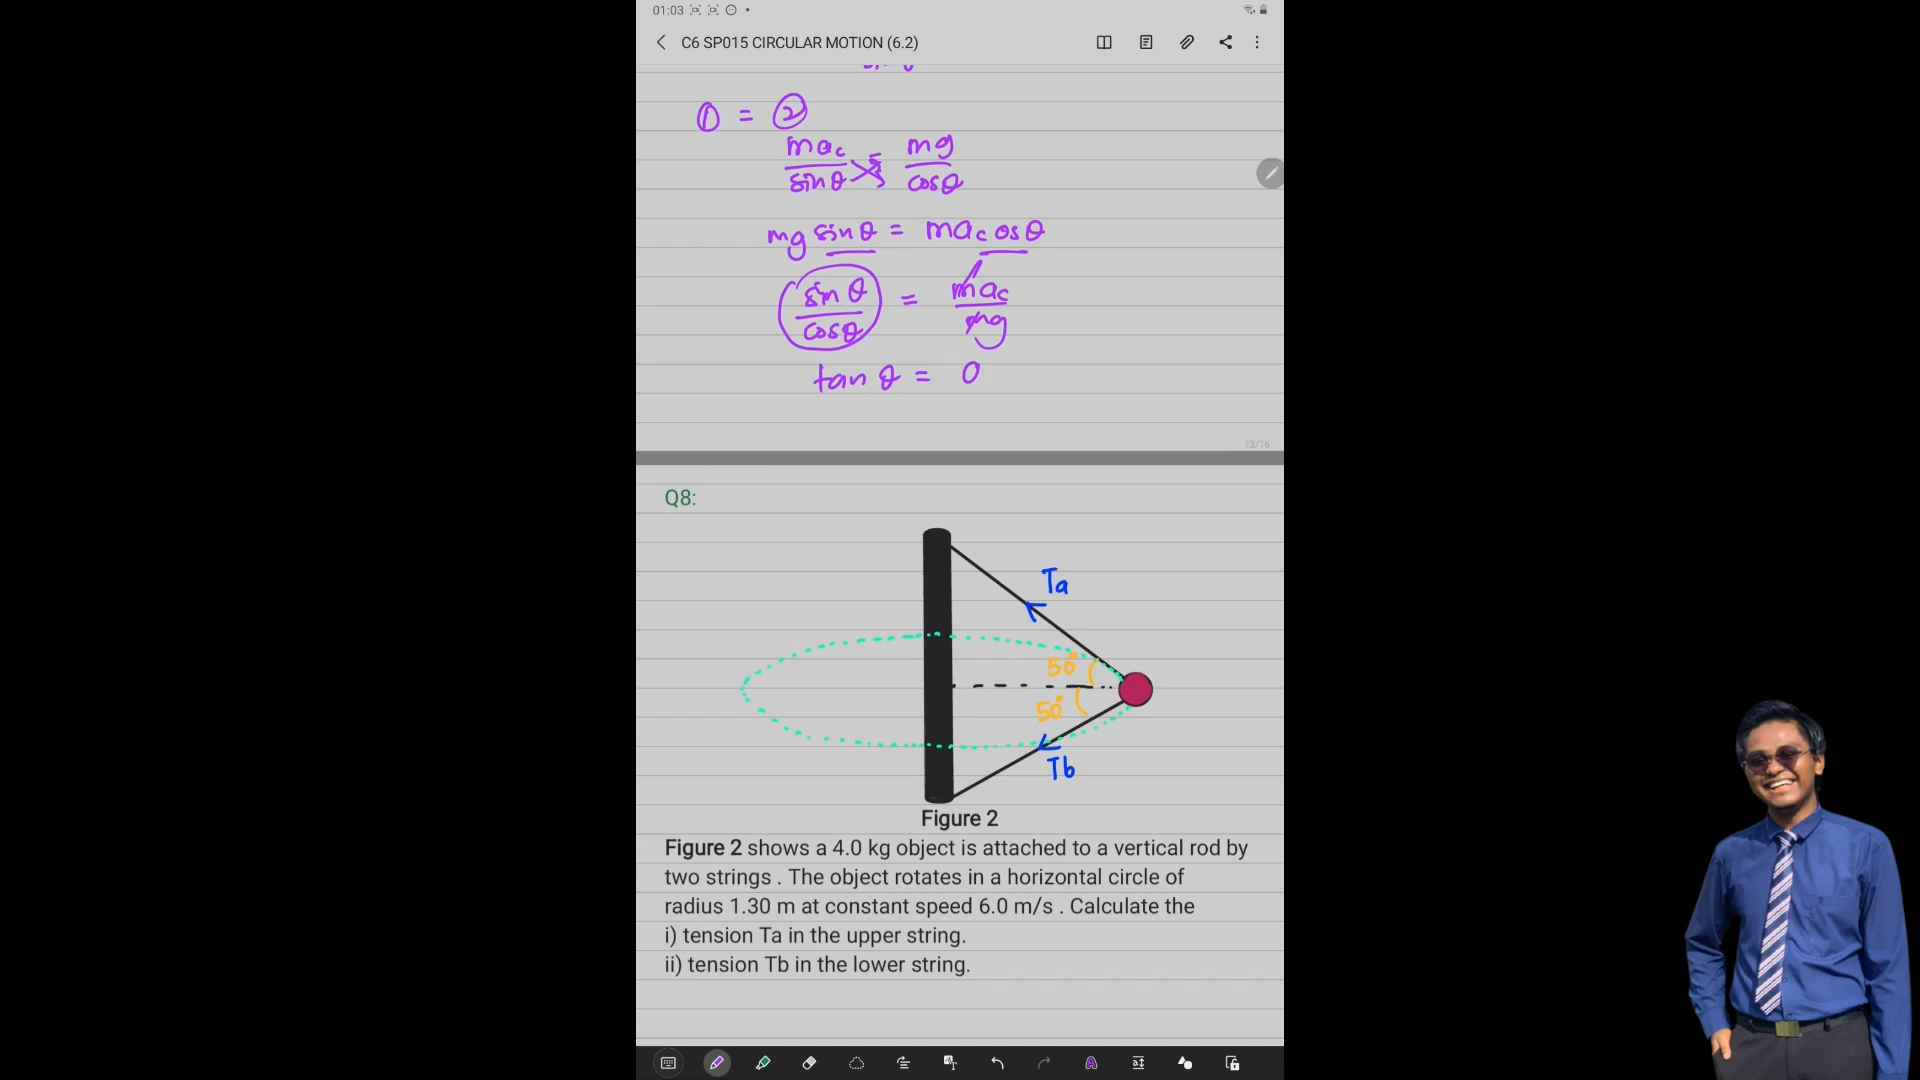 01:03
C6 SP015 CIRCULAR MOTION (6.2)
① = ②
mac/sinθ = mg/cosθ
mg sinθ = mac cosθ
sinθ/cosθ = mac/mg
tan θ = 0
13/16
Q8:
Ta
50°
50°
Tb
Figure 2
Figure 2 shows a 4.0 kg object is attached to a vertical rod by
two strings . The object rotates in a horizontal circle of
radius 1.30 m at constant speed 6.0 m/s . Calculate the
i) tension Ta in the upper string.
ii) tension Tb in the lower string.